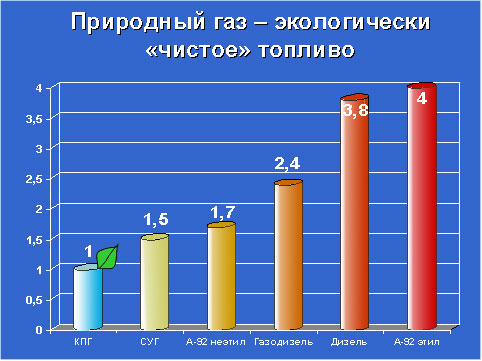 Природный газ – экологически
«чистое» топливо
4
3,5
3
2,5
2
1,5
1
0,5
0
1
1,5
1,7
2,4
3,8
4
КПГ
СУГ
А-92 неэтил
Газодизель
Дизель
А-92 этил